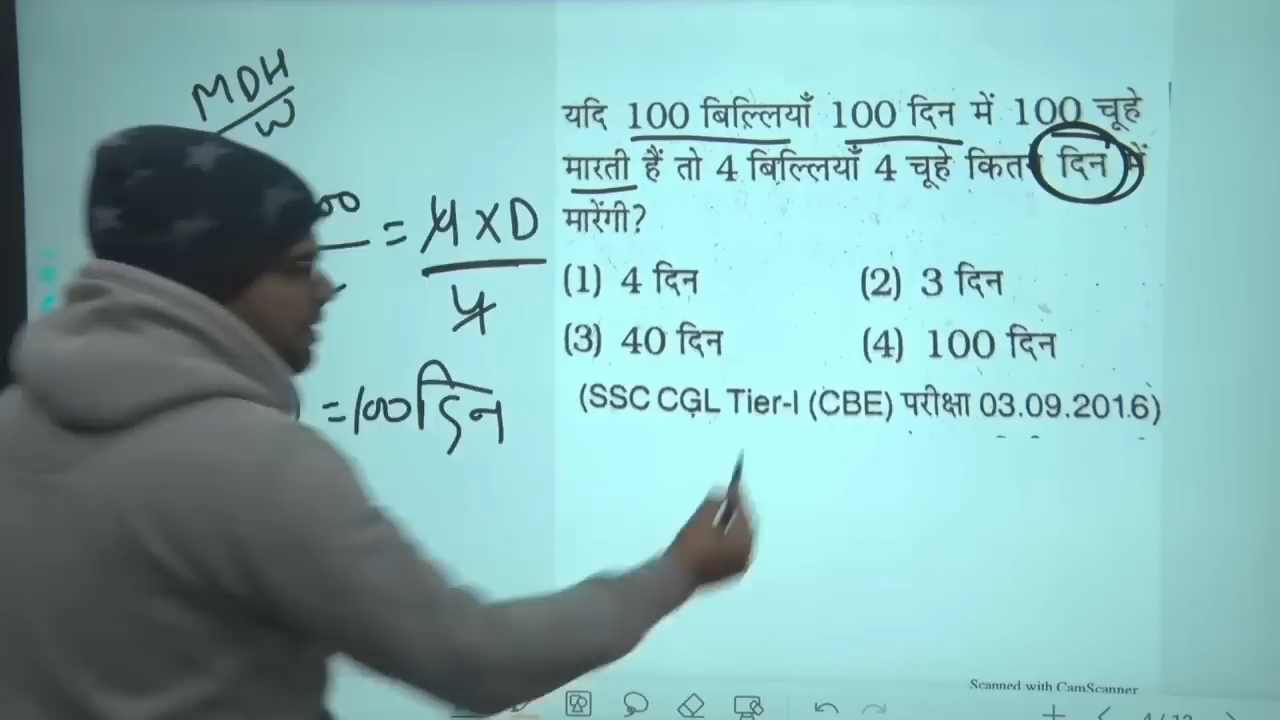 MDH
W
00
= 4 X D
4
= 100 दिन
यदि 100 बिल्लियाँ 100 दिन में 100 चूहे
मारती हैं तो 4 बिल्लियाँ 4 चूहे दिन में
मारेंगी?
(1) 4 दिन (2) 3 दिन
(3) 40 दिन (4) 100 दिन
(SSC CGL Tier-I (CBE) परीक्षा 03.09.2016)
Scanned with CamScanner